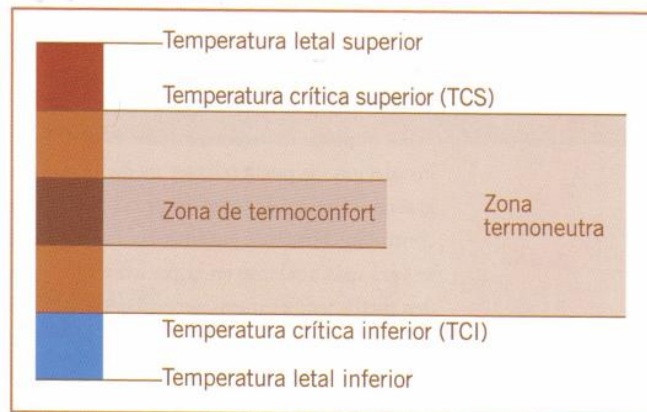 Temperatura letal superior
Temperatura crítica superior (TCS)
Zona de termoconfort
Zona
termoneutra
Temperatura crítica inferior (TCI)
Temperatura letal inferior